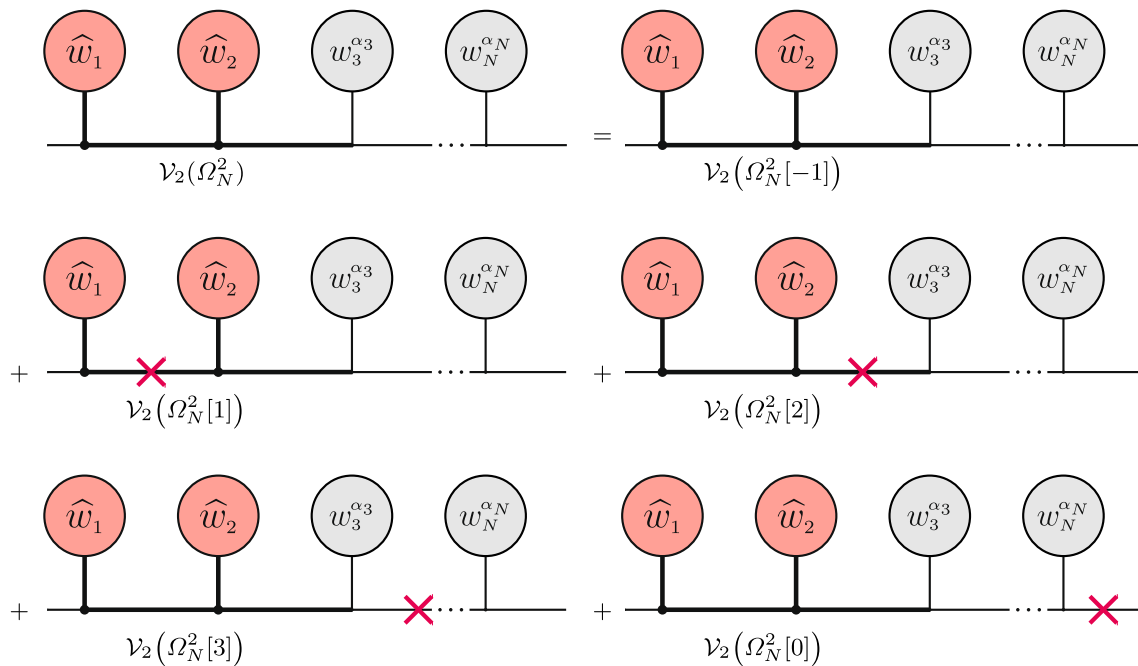 ŵ₁ ŵ₂ w₃^{α₃} w_N^{α_N} ŵ₁ ŵ₂ w₃^{α₃} w_N^{α_N}
··· = ···
𝒱₂(Ω_N^2) 𝒱₂(Ω_N^2[−1])
ŵ₁ ŵ₂ w₃^{α₃} w_N^{α_N} ŵ₁ ŵ₂ w₃^{α₃} w_N^{α_N}
+ ··· + ···
𝒱₂(Ω_N^2[1]) 𝒱₂(Ω_N^2[2])
ŵ₁ ŵ₂ w₃^{α₃} w_N^{α_N} ŵ₁ ŵ₂ w₃^{α₃} w_N^{α_N}
+ ··· + ···
𝒱₂(Ω_N^2[3]) 𝒱₂(Ω_N^2[0])